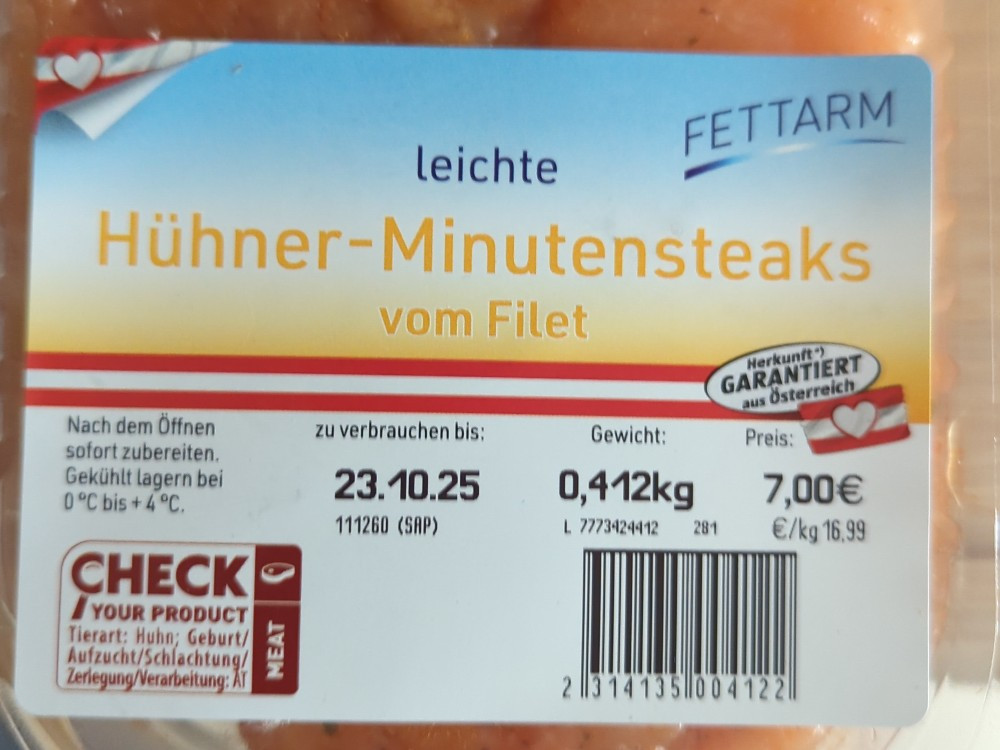 FETTARM
leichte
Hühner-Minutensteaks
vom Filet
Herkunft*)
GARANTIERT
aus Österreich
Nach dem Öffnen
sofort zubereiten.
Gekühlt lagern bei
0 °C bis + 4 °C.
zu verbrauchen bis:
23.10.25
111260 (SAP)
Gewicht:
0,412kg
L 7773424412 281
Preis:
7,00€
€/kg 16,99
CHECK
YOUR PRODUCT
Tierart: Huhn; Geburt/
Aufzucht/Schlachtung/
Zerlegung/Verarbeitung: AT
MEAT
2 314135 004122